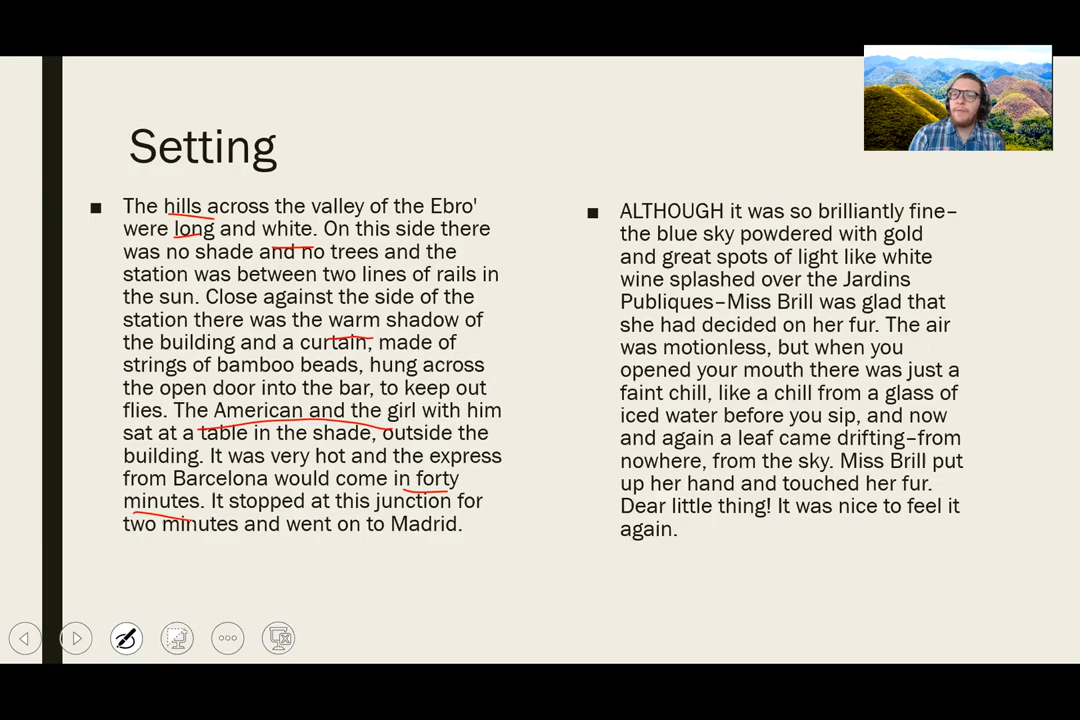 Setting
■ The hills across the valley of the Ebro'
were long and white. On this side there
was no shade and no trees and the
station was between two lines of rails in
the sun. Close against the side of the
station there was the warm shadow of
the building and a curtain, made of
strings of bamboo beads, hung across
the open door into the bar, to keep out
flies. The American and the girl with him
sat at a table in the shade, outside the
building. It was very hot and the express
from Barcelona would come in forty
minutes. It stopped at this junction for
two minutes and went on to Madrid.
■ ALTHOUGH it was so brilliantly fine–
the blue sky powdered with gold
and great spots of light like white
wine splashed over the Jardins
Publiques–Miss Brill was glad that
she had decided on her fur. The air
was motionless, but when you
opened your mouth there was just a
faint chill, like a chill from a glass of
iced water before you sip, and now
and again a leaf came drifting–from
nowhere, from the sky. Miss Brill put
up her hand and touched her fur.
Dear little thing! It was nice to feel it
again.